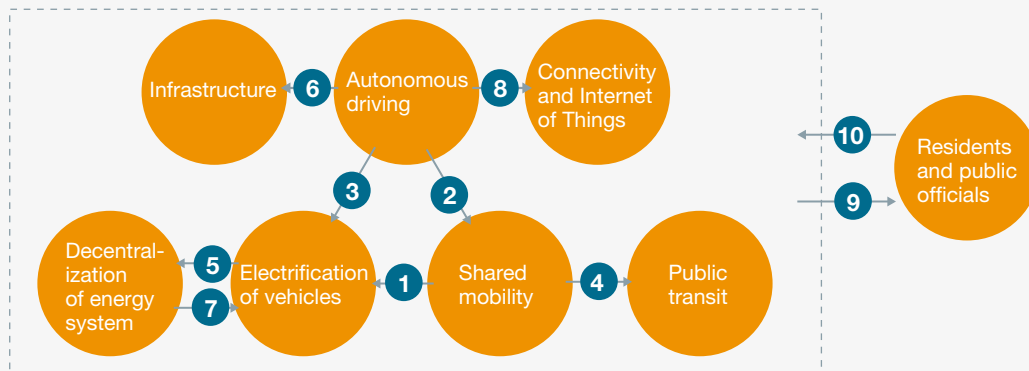 Infrastructure
6
Autonomous
driving
8
Connectivity
and Internet
of Things
10
Residents
and public
officials
9
3
2
Decentral-
ization
of energy
system
5
7
Electrification
of vehicles
1
Shared
mobility
4
Public
transit